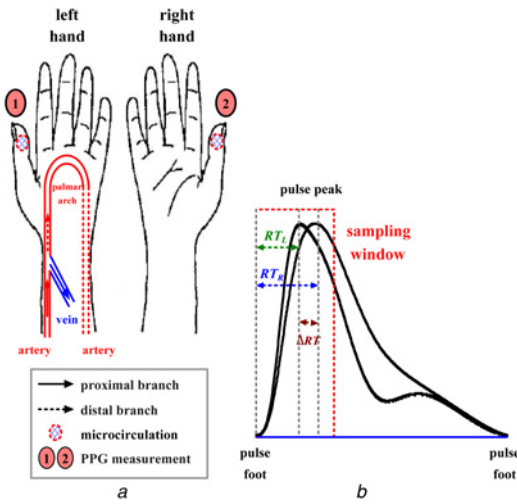 left
hand
right
hand
1
2
palmar
arch
vein
artery
artery
proximal branch
distal branch
microcirculation
1 2 PPG measurement
a
pulse peak
sampling
window
RT_L
RT_R
ΔRT
pulse
foot
pulse
foot
b